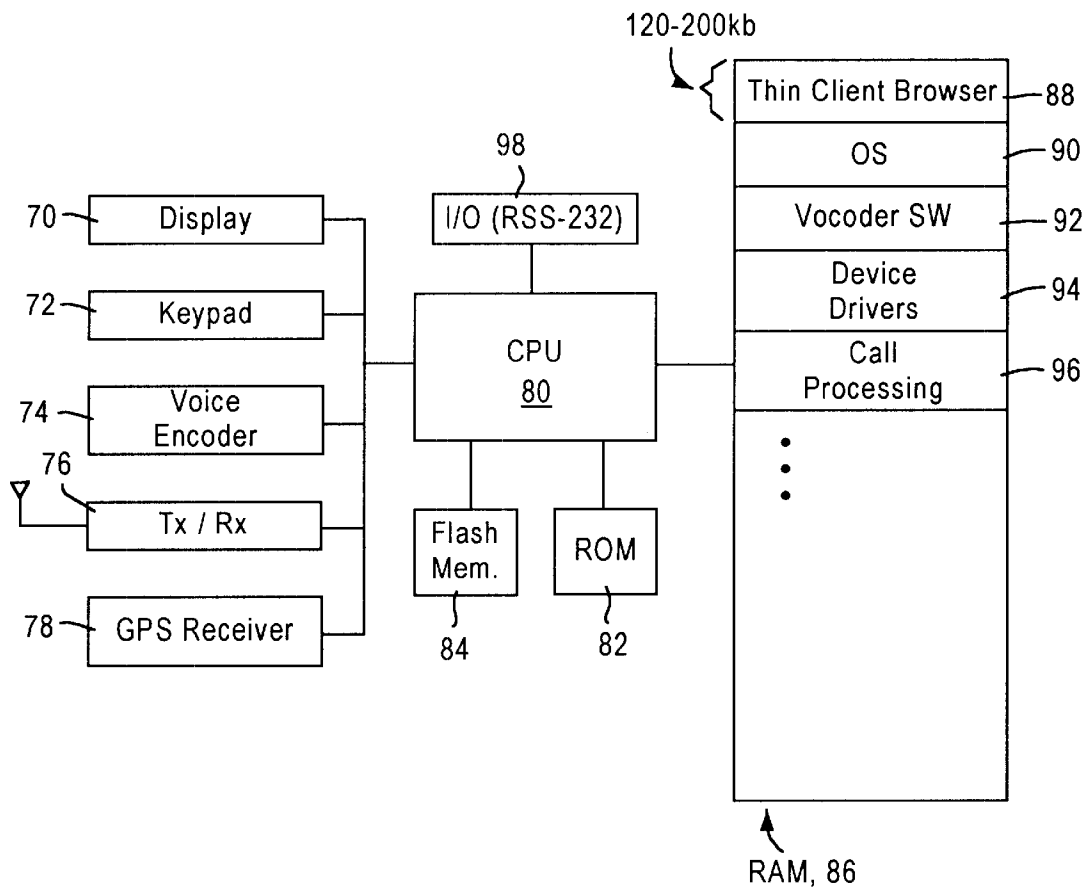 120-200kb
Thin Client Browser
88
98
OS
90
70
Display
I/O (RSS-232)
Vocoder SW
92
72
Keypad
Device
Drivers
94
CPU
80
Call
Processing
96
74
Voice
Encoder
76
Tx / Rx
Flash
Mem.
ROM
78
GPS Receiver
84
82
RAM, 86